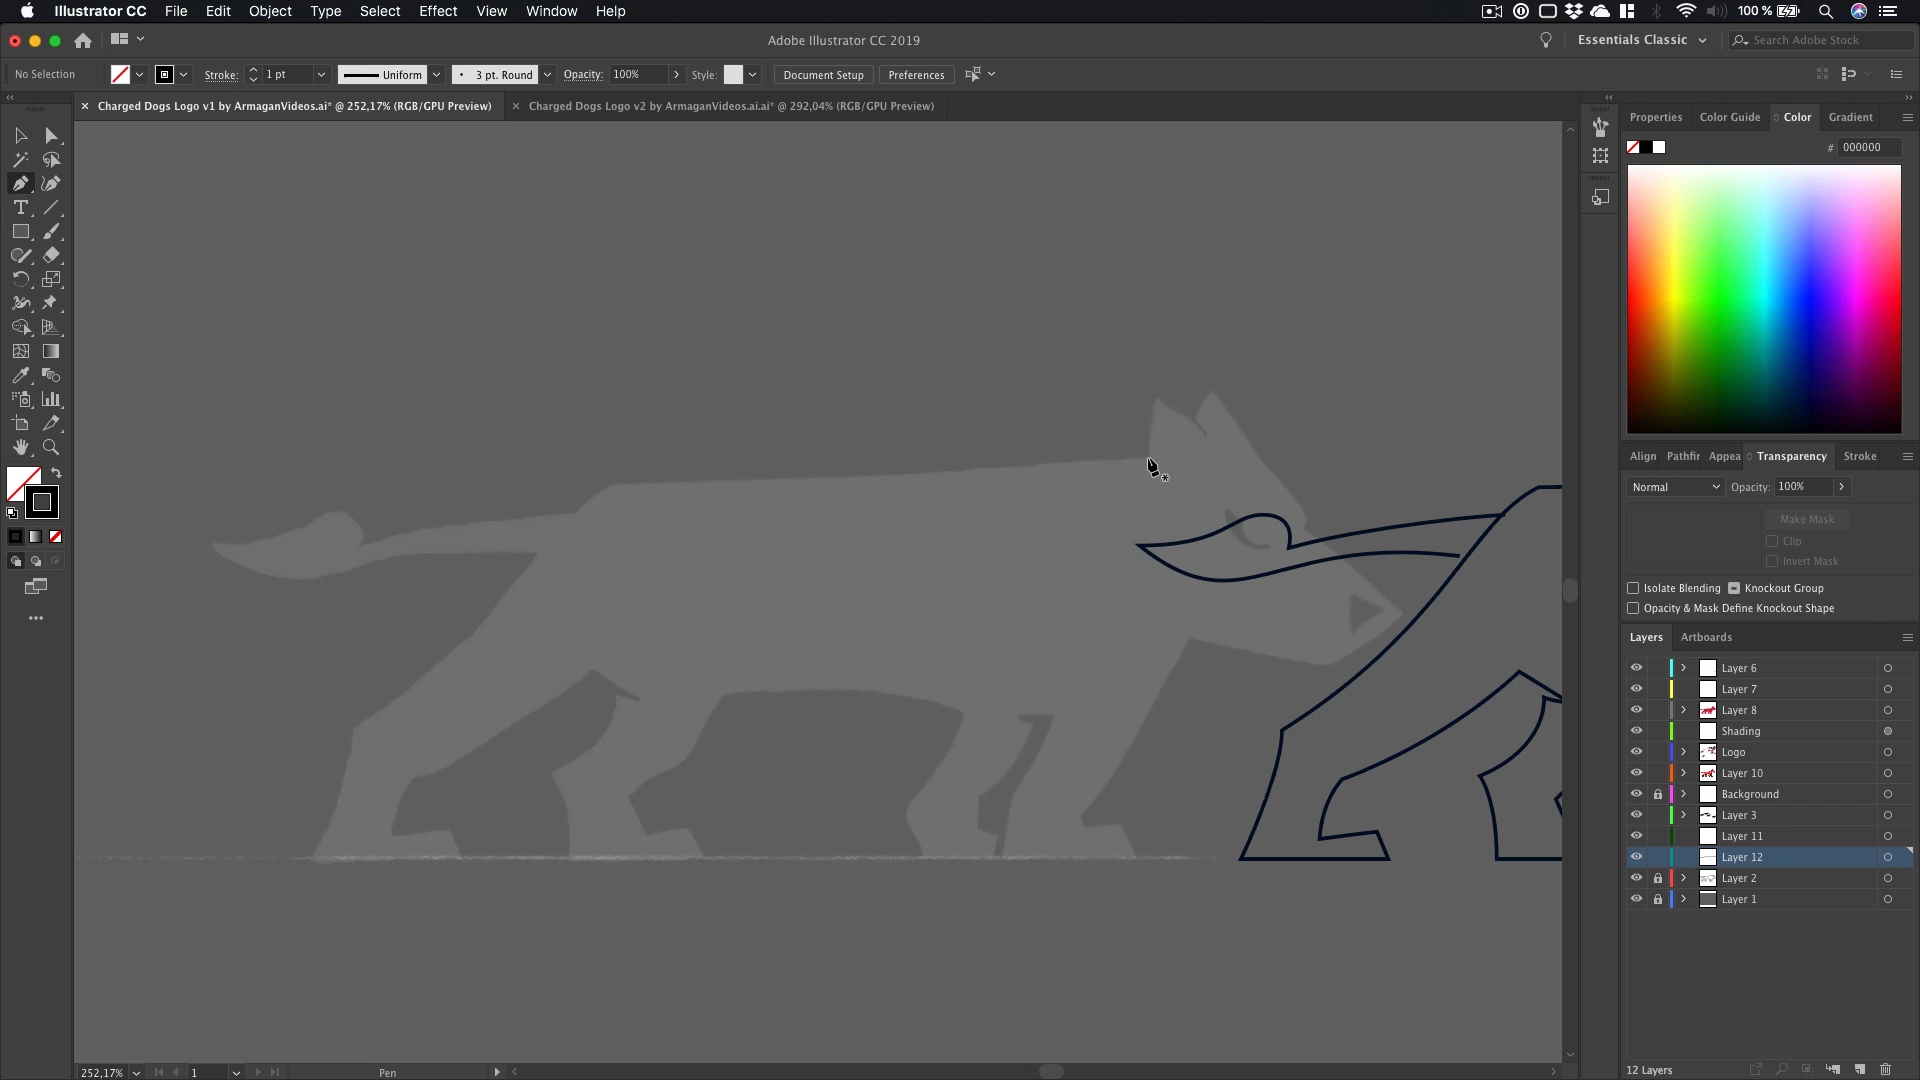 Illustrator CC File Edit Object Type Select Effect View Window Help 100 %
Adobe Illustrator CC 2019 Essentials Classic Search Adobe Stock
No Selection Stroke: 1 pt Uniform 3 pt. Round Opacity: 100% Style: Document Setup Preferences
× Charged Dogs Logo v1 by ArmaganVideos.ai* @ 252,17% (RGB/GPU Preview) × Charged Dogs Logo v2 by ArmaganVideos.ai.ai* @ 292,04% (RGB/GPU Preview)
Properties Color Guide Color Gradient
# 000000
Align Pathfir Appea Transparency Stroke
Normal Opacity: 100%
Make Mask
Clip
Invert Mask
Isolate Blending Knockout Group
Opacity & Mask Define Knockout Shape
Layers Artboards
Layer 6
Layer 7
Layer 8
Shading
Logo
Layer 10
Background
Layer 3
Layer 11
Layer 12
Layer 2
Layer 1
252,17% 1 Pen 12 Layers